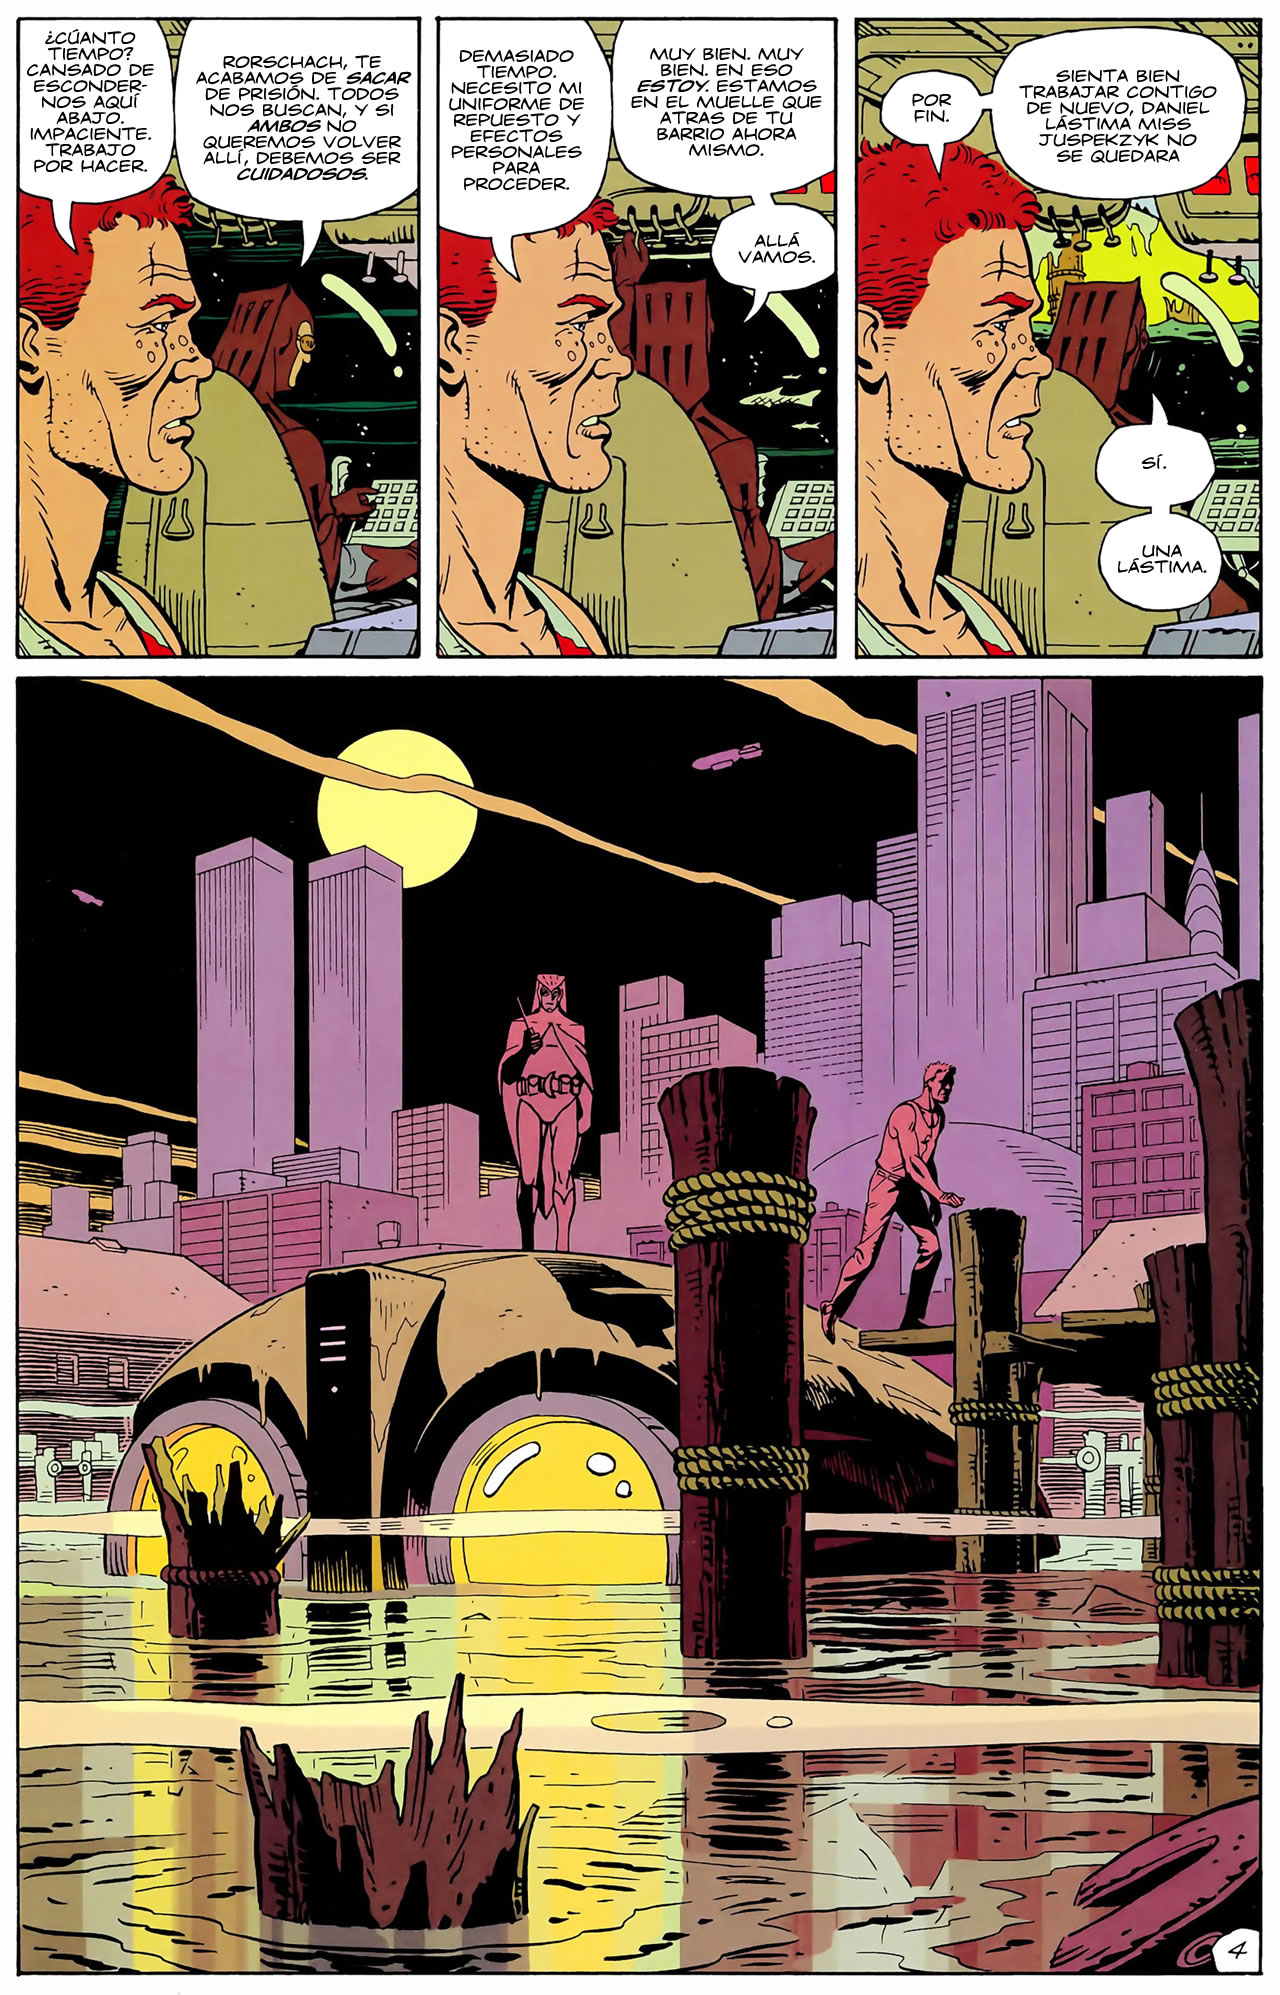 ¿CÚANTO
TIEMPO?
CANSADO DE
ESCONDER-
NOS AQUÍ
ABAJO.
IMPACIENTE.
TRABAJO
POR HACER.
RORSCHACH, TE
ACABAMOS DE SACAR
DE PRISIÓN. TODOS
NOS BUSCAN, Y SI
AMBOS NO
QUEREMOS VOLVER
ALLÍ, DEBEMOS SER
CUIDADOSOS.
DEMASIADO
TIEMPO.
NECESITO MI
UNIFORME DE
REPUESTO Y
EFECTOS
PERSONALES
PARA
PROCEDER.
MUY BIEN. MUY
BIEN. EN ESO
ESTOY. ESTAMOS
EN EL MUELLE QUE
ATRAS DE TU
BARRIO AHORA
MISMO.
ALLÁ
VAMOS.
POR
FIN.
SIENTA BIEN
TRABAJAR CONTIGO
DE NUEVO, DANIEL
LÁSTIMA MISS
JUSPEKZYK NO
SE QUEDARA
SÍ.
UNA
LÁSTIMA.
4